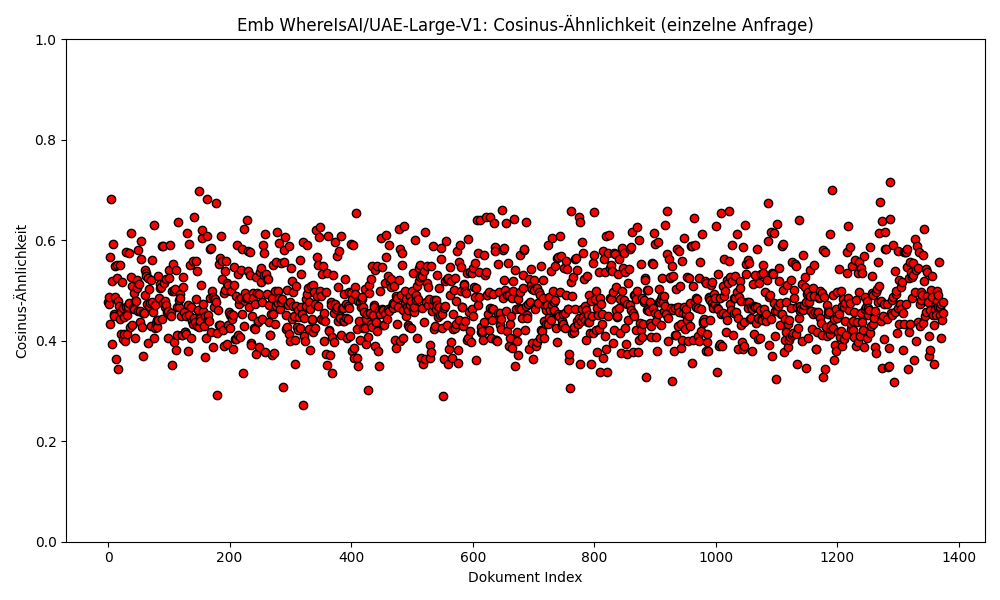 Emb WhereIsAI/UAE-Large-V1: Cosinus-Ähnlichkeit (einzelne Anfrage)
1.0
0.8
0.6
0.4
0.2
0.0
Cosinus-Ähnlichkeit
0 200 400 600 800 1000 1200 1400
Dokument Index